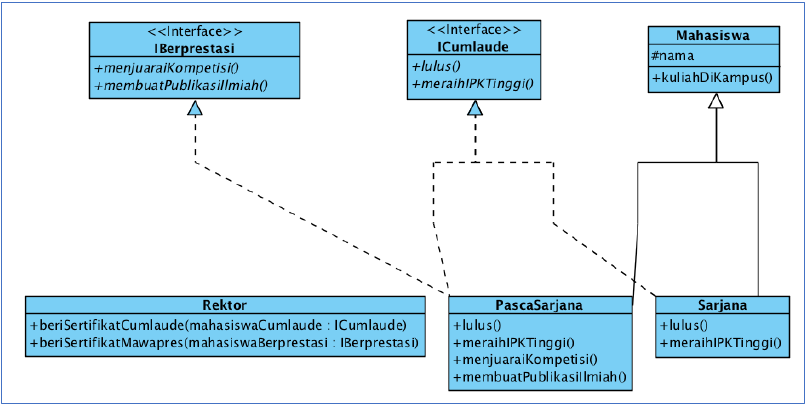 <<Interface>>
IBerprestasi
+menjuaraiKompetisi()
+membuatPublikasiIlmiah()
<<Interface>>
ICumlaude
+lulus()
+meraihIPKTinggi()
Mahasiswa
#nama
+kuliahDiKampus()
Rektor
+beriSertifikatCumlaude(mahasiswaCumlaude : ICumlaude)
+beriSertifikatMawapres(mahasiswaBerprestasi : IBerprestasi)
PascaSarjana
+lulus()
+meraihIPKTinggi()
+menjuaraiKompetisi()
+membuatPublikasiIlmiah()
Sarjana
+lulus()
+meraihIPKTinggi()